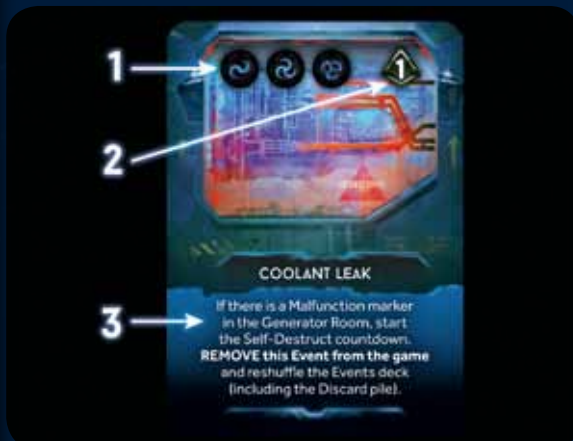 1
1
2
COOLANT LEAK
If there is a Malfunction marker
in the Generator Room, start
3
the Self-Destruct countdown.
REMOVE this Event from the game
and reshuffle the Events deck
(including the Discard pile).